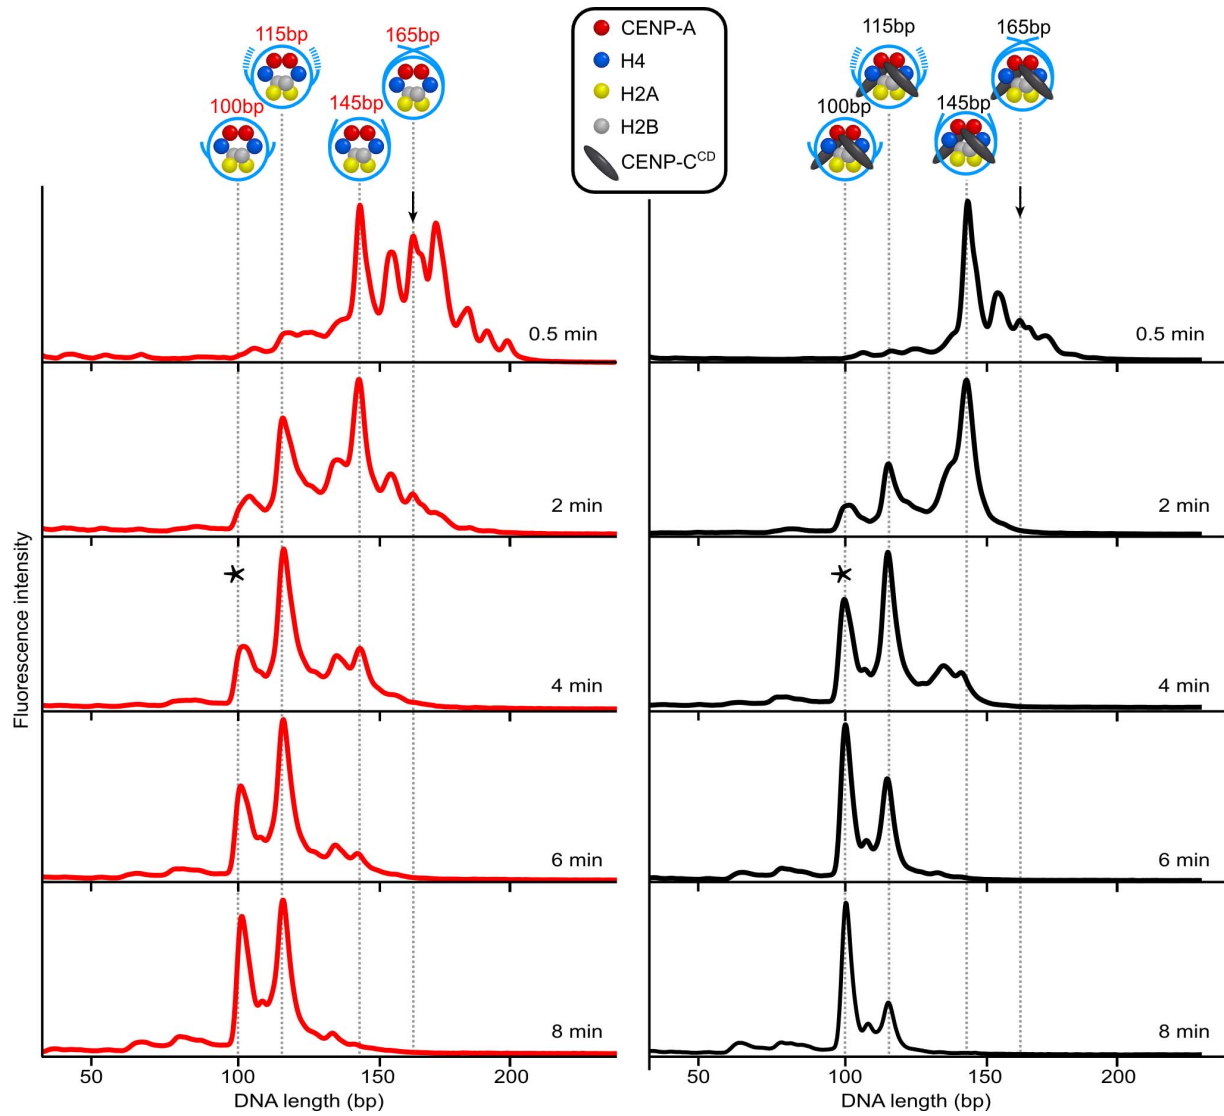 115bp
165bp
100bp
145bp
CENP-A
H4
H2A
H2B
CENP-C^CD
115bp
165bp
100bp
145bp
Fluorescence intensity
0.5 min
2 min
4 min
6 min
8 min
50 100 150 200
DNA length (bp)
0.5 min
2 min
4 min
6 min
8 min
50 100 150 200
DNA length (bp)